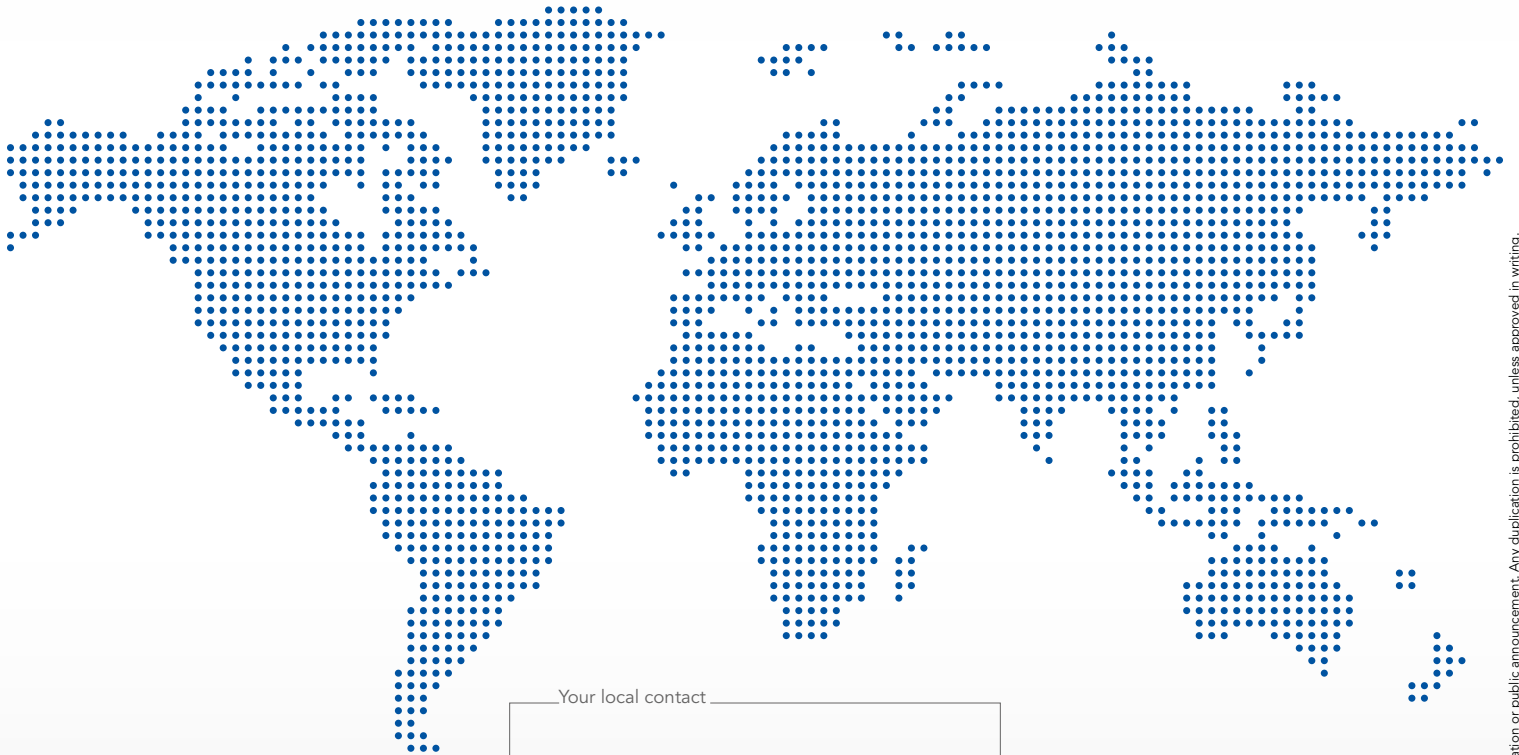 Your local contact
ation or public announcement. Any duplication is prohibited, unless approved in writing.